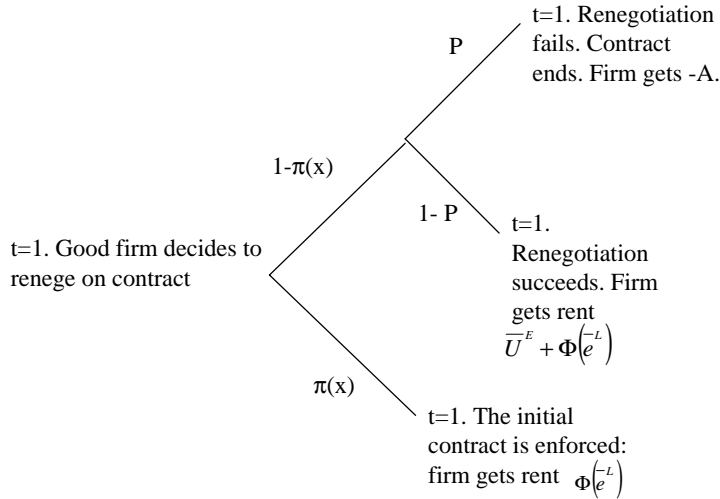 t=1. Renegotiation
fails. Contract
ends. Firm gets -A.
P
1-π(x)
1- P
t=1.
Renegotiation
succeeds. Firm
gets rent
U̅ᴱ + Φ(e̅ᴸ)
t=1. Good firm decides to
renege on contract
π(x)
t=1. The initial
contract is enforced:
firm gets rent Φ(e̅ᴸ)